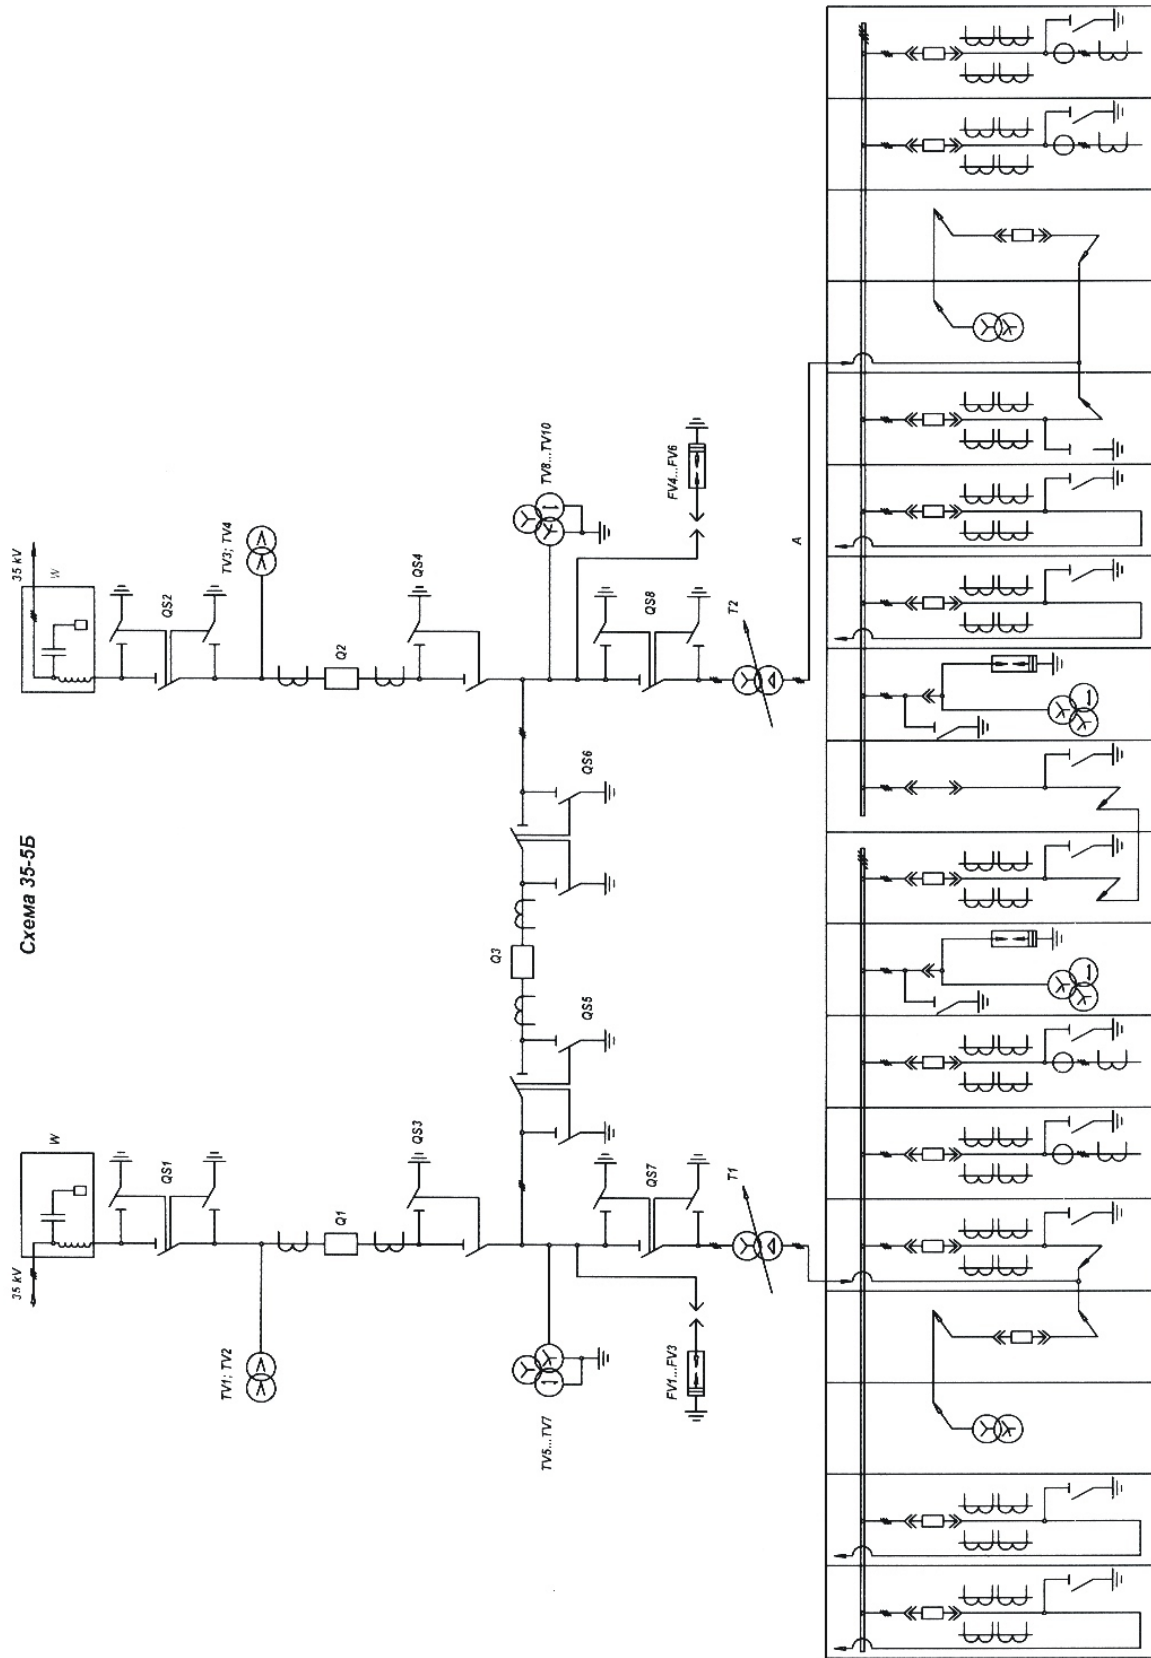 Схема 35-5Б
35 kV
W
35 kV
W
QS1
QS2
TV1; TV2
TV3; TV4
Q1
Q2
QS3
QS4
Q3
QS5
QS6
TV5...TV7
TV8...TV10
QS7
QS8
FV1...FV3
FV4...FV6
T1
T2
A